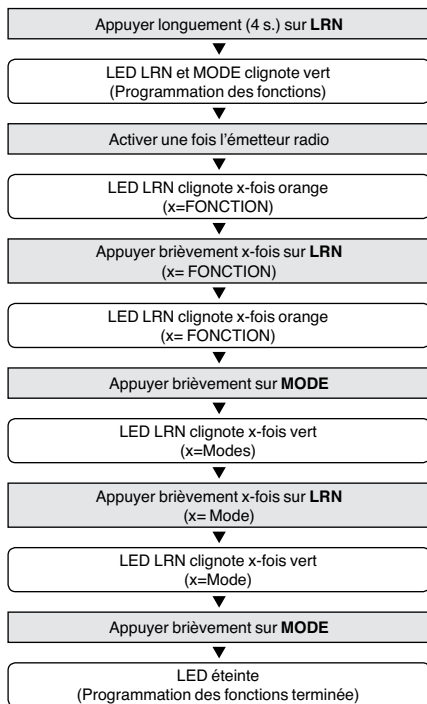 Appuyer longuement (4 s.) sur LRN
LED LRN et MODE clignote vert
(Programmation des fonctions)
Activer une fois l'émetteur radio
LED LRN clignote x-fois orange
(x=FONCTION)
Appuyer brièvement x-fois sur LRN
(x= FONCTION)
LED LRN clignote x-fois orange
(x= FONCTION)
Appuyer brièvement sur MODE
LED LRN clignote x-fois vert
(x=Modes)
Appuyer brièvement x-fois sur LRN
(x= Mode)
LED LRN clignote x-fois vert
(x=Mode)
Appuyer brièvement sur MODE
LED éteinte
(Programmation des fonctions terminée)